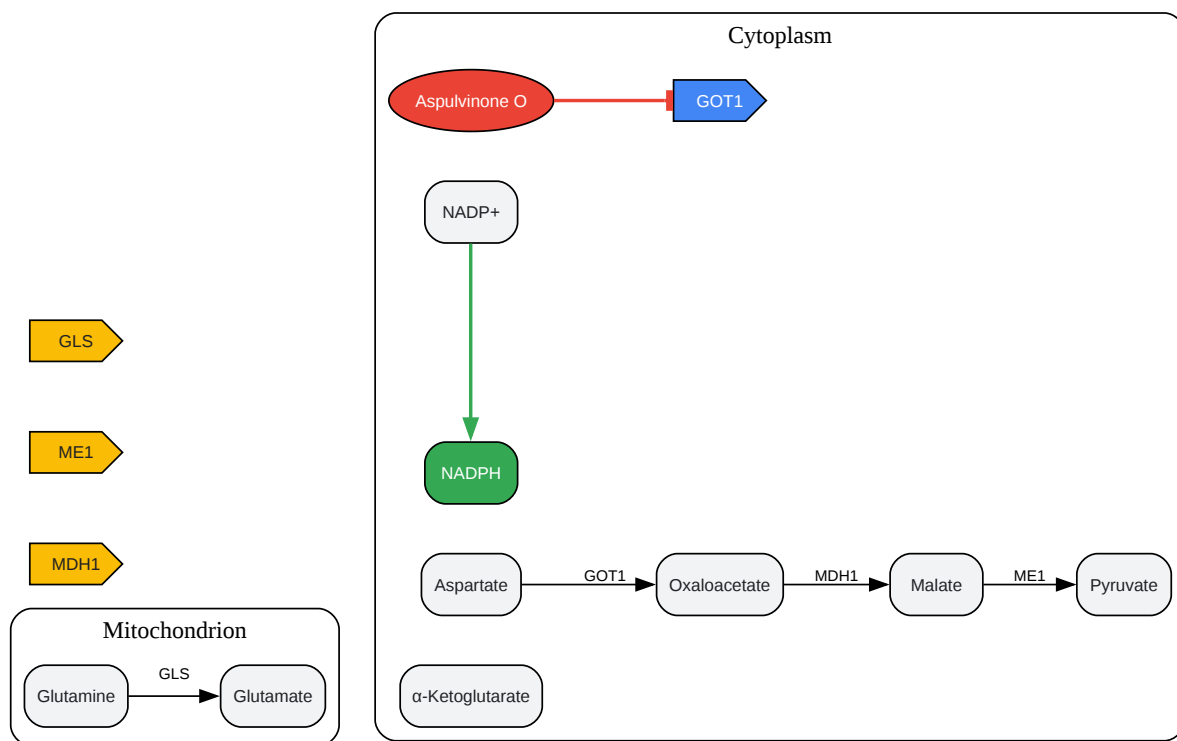 Cytoplasm
Aspulvinone O
GOT1
NADP+
GLS
ME1
NADPH
MDH1
Aspartate
GOT1
Oxaloacetate
MDH1
Malate
ME1
Pyruvate
Mitochondrion
Glutamine
GLS
Glutamate
α-Ketoglutarate